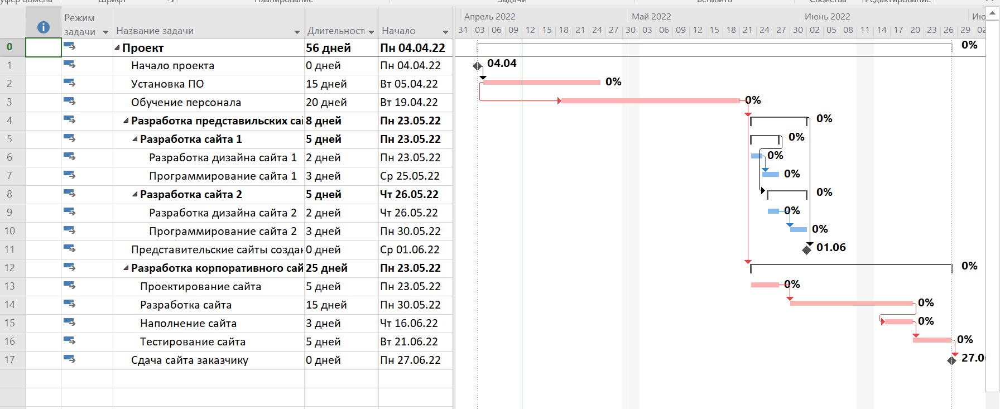 Задачи
Апрель 2022 Май 2022 Июнь 2022
31 03 06 09 12 15 18 21 24 27 30 03 06 09 12 15 18 21 24 27 30 02 05 08 11 14 17 20 23 26 29 02
Режим задачи Название задачи Длительност Начало
0 Проект 56 дней Пн 04.04.22 0%
1 Начало проекта 0 дней Пн 04.04.22 04.04
2 Установка ПО 15 дней Вт 05.04.22 0%
3 Обучение персонала 20 дней Вт 19.04.22 0%
4 Разработка представильских сай 8 дней Пн 23.05.22 0%
5 Разработка сайта 1 5 дней Пн 23.05.22 0%
6 Разработка дизайна сайта 1 2 дней Пн 23.05.22 0%
7 Программирование сайта 1 3 дней Ср 25.05.22 0%
8 Разработка сайта 2 5 дней Чт 26.05.22 0%
9 Разработка дизайна сайта 2 2 дней Чт 26.05.22 0%
10 Программирование сайта 2 3 дней Пн 30.05.22 0%
11 Представительские сайты создан 0 дней Ср 01.06.22 01.06
12 Разработка корпоративного сай 25 дней Пн 23.05.22 0%
13 Проектирование сайта 5 дней Пн 23.05.22 0%
14 Разработка сайта 15 дней Пн 30.05.22 0%
15 Наполнение сайта 3 дней Чт 16.06.22 0%
16 Тестирование сайта 5 дней Вт 21.06.22 0%
17 Сдача сайта заказчику 0 дней Пн 27.06.22 27.0